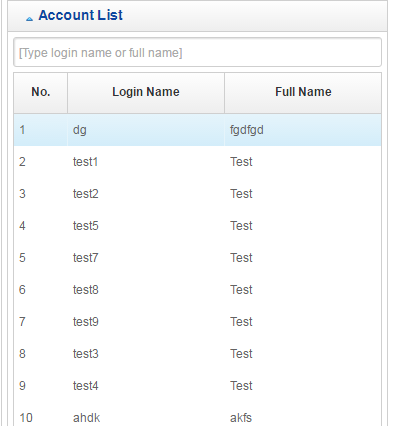 Account List
[Type login name or full name]
No. Login Name Full Name
1 dg fgdfgd
2 test1 Test
3 test2 Test
4 test5 Test
5 test7 Test
6 test8 Test
7 test9 Test
8 test3 Test
9 test4 Test
10 ahdk akfs